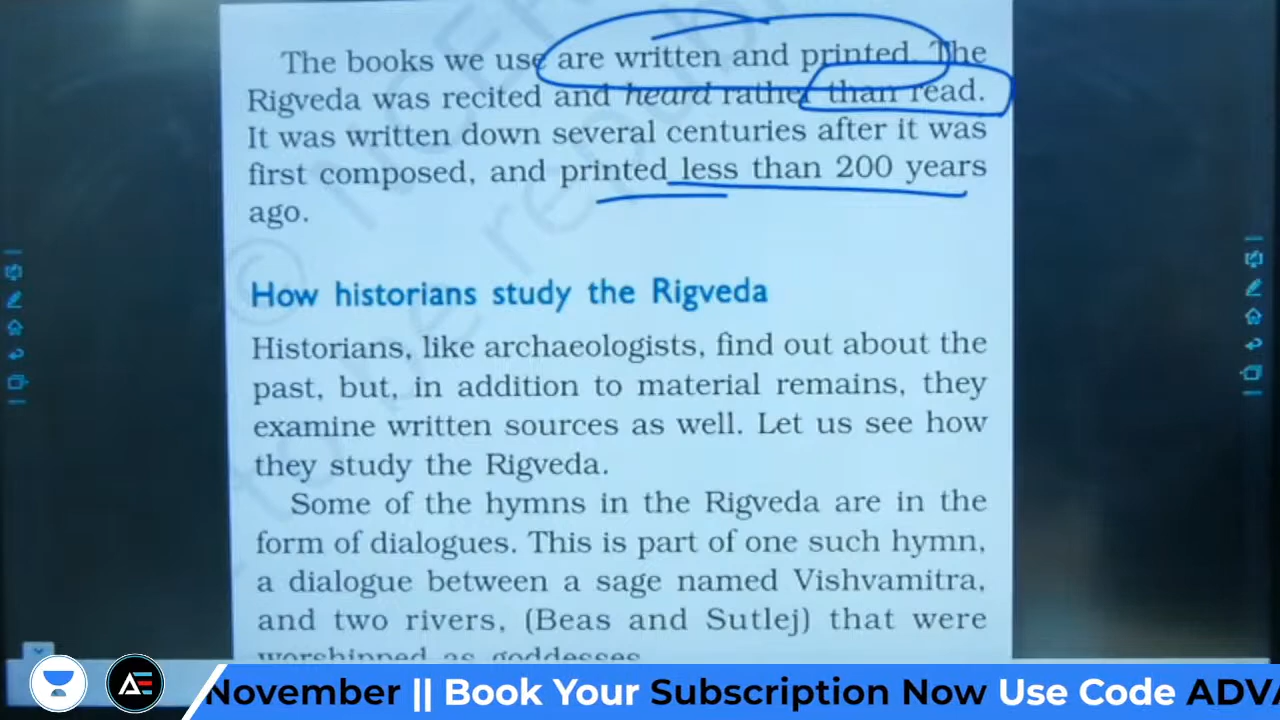 The books we use are written and printed. The
Rigveda was recited and heard rather than read.
It was written down several centuries after it was
first composed, and printed less than 200 years
ago.
How historians study the Rigveda
Historians, like archaeologists, find out about the
past, but, in addition to material remains, they
examine written sources as well. Let us see how
they study the Rigveda.
Some of the hymns in the Rigveda are in the
form of dialogues. This is part of one such hymn,
a dialogue between a sage named Vishvamitra,
and two rivers, (Beas and Sutlej) that were
worshipped as goddesses.
November || Book Your Subscription Now Use Code ADVA